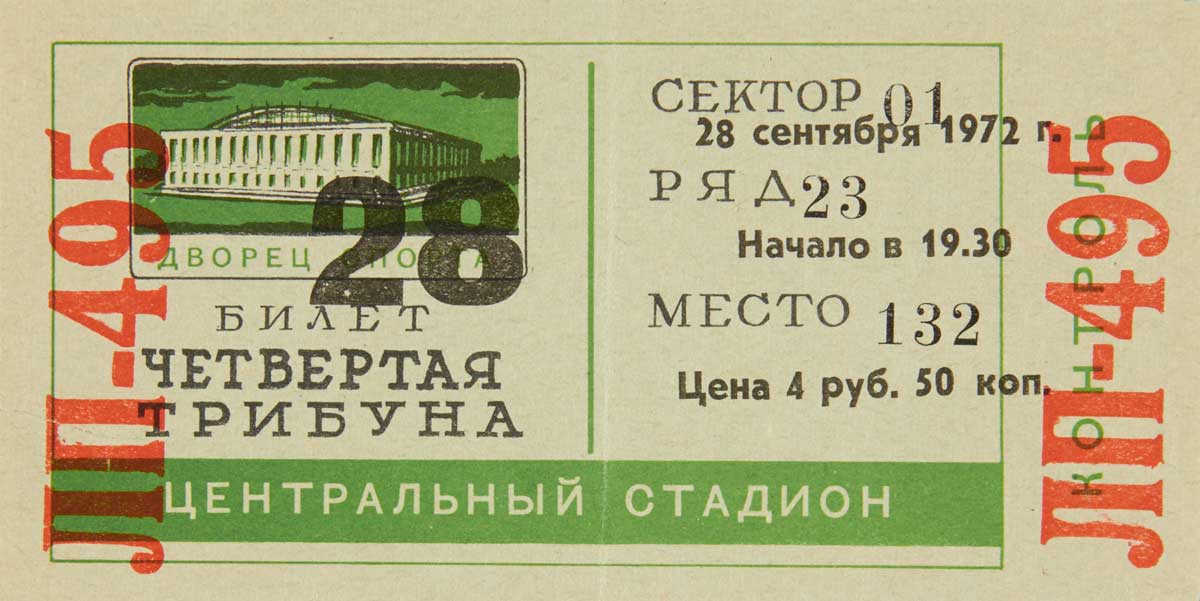 ЛП-495
28
ДВОРЕЦ СПОРТА
БИЛЕТ
ЧЕТВЕРТАЯ
ТРИБУНА
СЕКТОР 01
28 сентября 1972 г.
РЯД 23
Начало в 19.30
МЕСТО 132
Цена 4 руб. 50 коп.
ЦЕНТРАЛЬНЫЙ СТАДИОН
КОНТРОЛЬ
ЛП-495